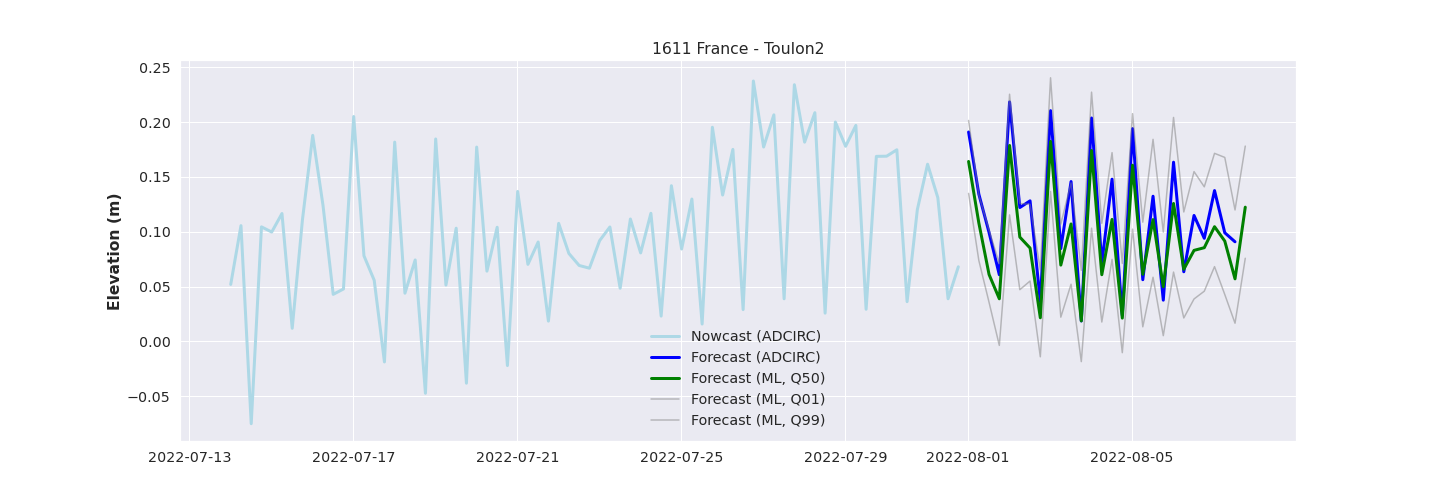 1611 France - Toulon2
Elevation (m)
0.25
0.20
0.15
0.10
0.05
0.00
−0.05
Nowcast (ADCIRC)
Forecast (ADCIRC)
Forecast (ML, Q50)
Forecast (ML, Q01)
Forecast (ML, Q99)
2022-07-13 2022-07-17 2022-07-21 2022-07-25 2022-07-29 2022-08-01 2022-08-05